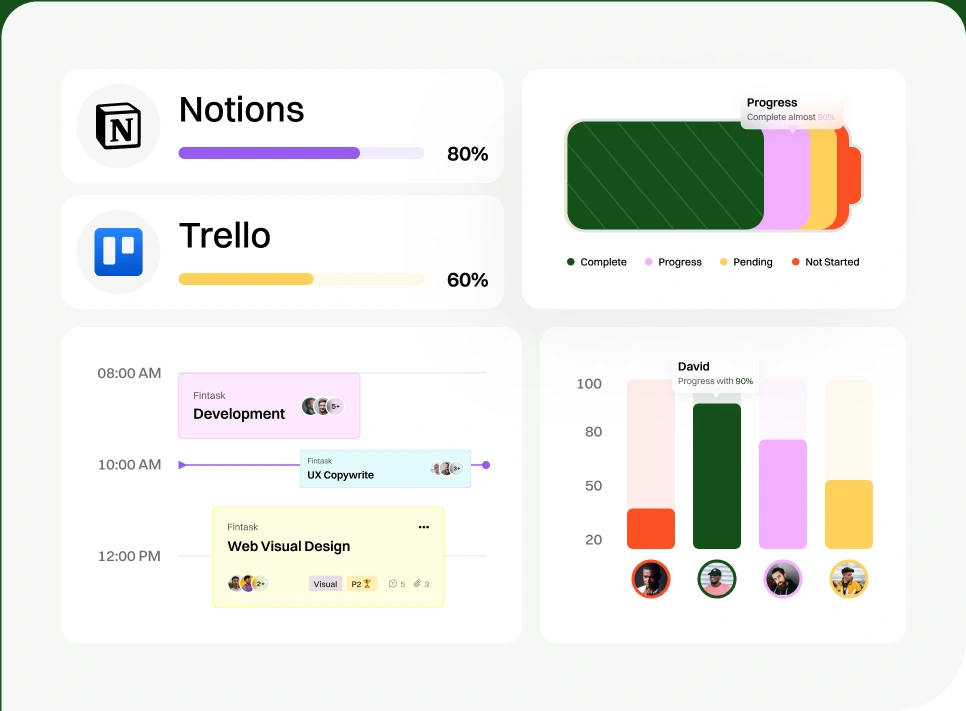 N
Notions
80%
Trello
60%
Progress
Complete almost 90%
Complete
Progress
Pending
Not Started
08:00 AM
Fintask
Development
5+
10:00 AM
Fintask
UX Copywrite
3+
12:00 PM
Fintask
Web Visual Design
2+
Visual
P2
5
3
David
Progress with 90%
100
80
50
20